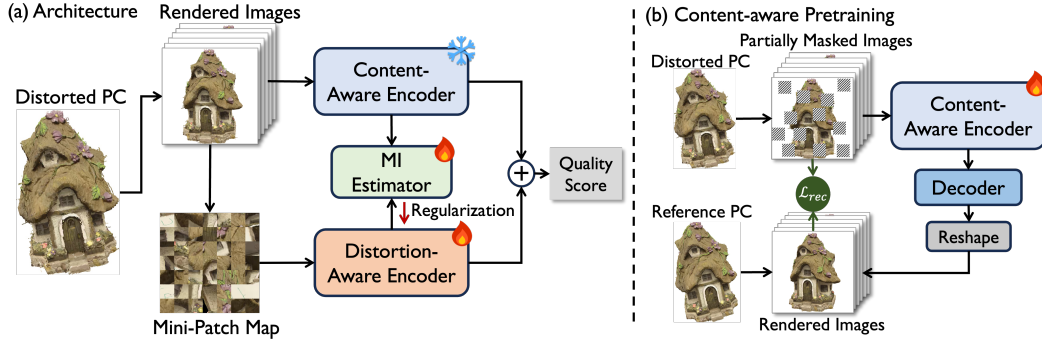 (a) Architecture
Rendered Images
Distorted PC
Content-
Aware Encoder
MI
Estimator
Regularization
Distortion-
Aware Encoder
Mini-Patch Map
+
Quality
Score
(b) Content-aware Pretraining
Partially Masked Images
Distorted PC
Content-
Aware Encoder
Decoder
Reshape
ℒrec
Reference PC
Rendered Images